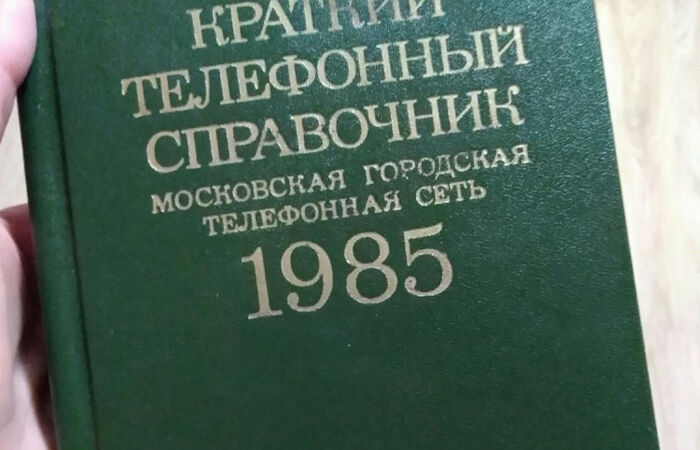 КРАТКИЙ
ТЕЛЕФОННЫЙ
СПРАВОЧНИК
МОСКОВСКАЯ ГОРОДСКАЯ
ТЕЛЕФОННАЯ СЕТЬ
1985